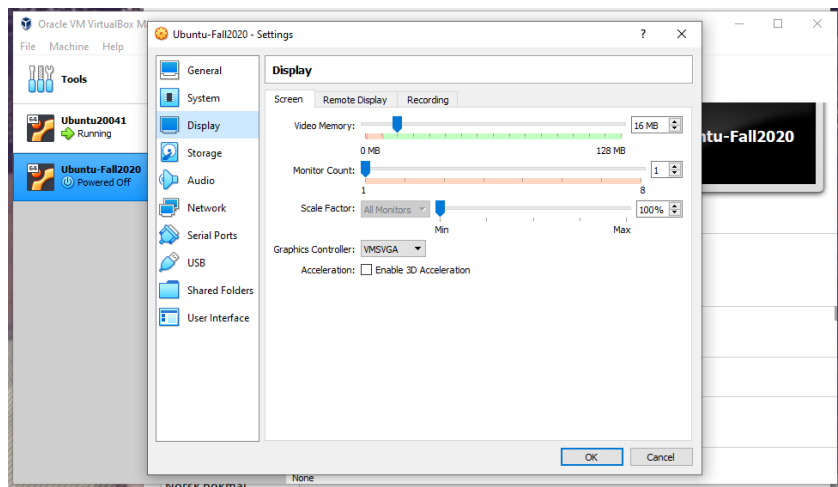 Oracle VM VirtualBox M
File Machine Help
Tools
64
Ubuntu20041
Running
64
Ubuntu-Fall2020
Powered Off
Ubuntu-Fall2020 - Settings
? 
General
System
Display
Storage
Audio
Network
Serial Ports
USB
Shared Folders
User Interface
Display
Screen Remote Display Recording
Video Memory: 16 MB
0 MB 128 MB
Monitor Count: 1
1 8
Scale Factor: All Monitors 100%
Min Max
Graphics Controller: VMSVGA
Acceleration: Enable 3D Acceleration
OK Cancel
ntu-Fall2020
None